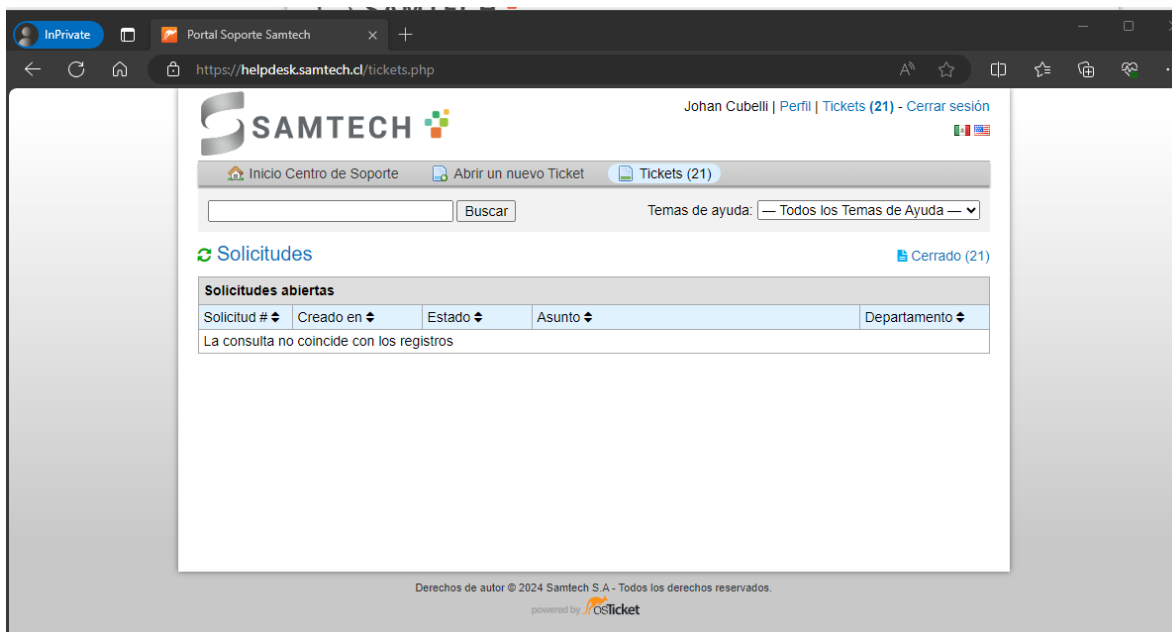 SAMTECH
InPrivate
Portal Soporte Samtech
https://helpdesk.samtech.cl/tickets.php
SAMTECH
Johan Cubelli | Perfil | Tickets (21) - Cerrar sesión
Inicio Centro de Soporte
Abrir un nuevo Ticket
Tickets (21)
Buscar
Temas de ayuda: — Todos los Temas de Ayuda —
Solicitudes
Cerrado (21)
Solicitudes abiertas
Solicitud # Creado en Estado Asunto Departamento
La consulta no coincide con los registros
Derechos de autor © 2024 Samtech S.A - Todos los derechos reservados.
powered by osTicket